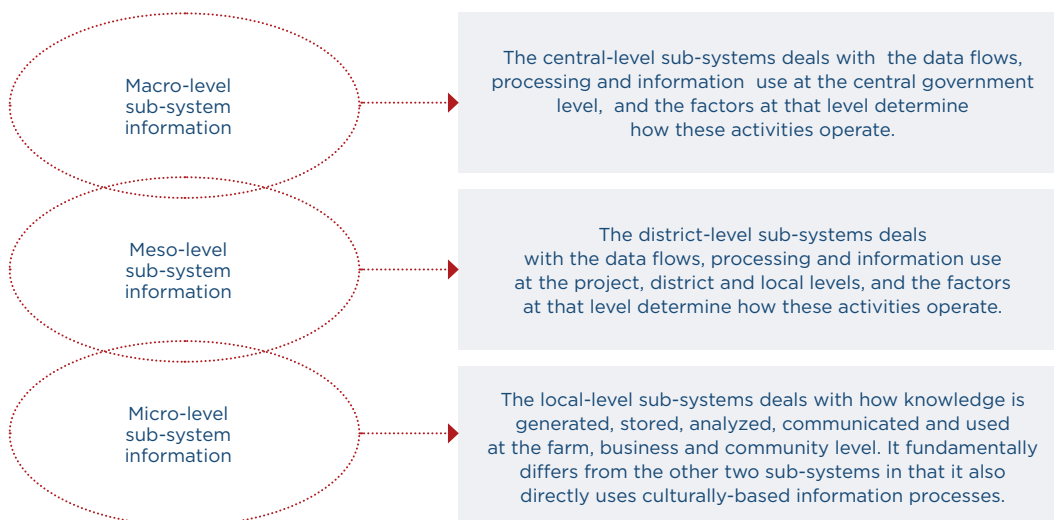 Macro-level
sub-system
information
The central-level sub-systems deals with the data flows,
processing and information use at the central government
level, and the factors at that level determine
how these activities operate.
Meso-level
sub-system
information
The district-level sub-systems deals
with the data flows, processing and information use
at the project, district and local levels, and the factors
at that level determine how these activities operate.
Micro-level
sub-system
information
The local-level sub-systems deals with how knowledge is
generated, stored, analyzed, communicated and used
at the farm, business and community level. It fundamentally
differs from the other two sub-systems in that it also
directly uses culturally-based information processes.